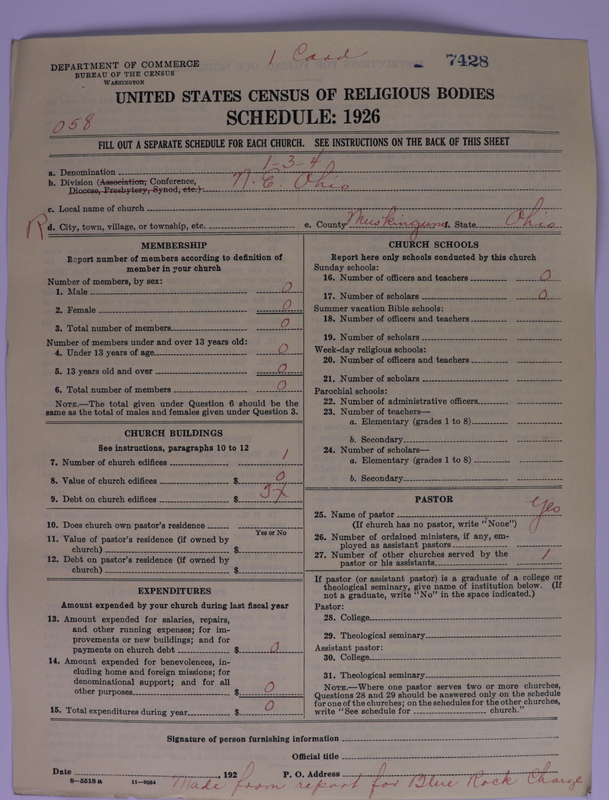 1 Card
7428
DEPARTMENT OF COMMERCE
BUREAU OF THE CENSUS
WASHINGTON
UNITED STATES CENSUS OF RELIGIOUS BODIES
SCHEDULE: 1926
058
FILL OUT A SEPARATE SCHEDULE FOR EACH CHURCH. SEE INSTRUCTIONS ON THE BACK OF THIS SHEET
a. Denomination 1-3-4
b. Division (Association, Conference, Diocese, Presbytery, Synod, etc.) N.E. Ohio
c. Local name of church
R d. City, town, village, or township, etc. e. County Muskingum f. State Ohio
MEMBERSHIP
Report number of members according to definition of
member in your church
Number of members, by sex:
1. Male 0
2. Female 0
3. Total number of members 0
Number of members under and over 13 years old:
4. Under 13 years of age 0
5. 13 years old and over 0
6. Total number of members 0
NOTE.—The total given under Question 6 should be
same as the total of males and females given under Question 3.
CHURCH BUILDINGS
See instructions, paragraphs 10 to 12
7. Number of church edifices 1
8. Value of church edifices $ 0
9. Debt on church edifices $
10. Does church own pastor's residence
Yes or No
11. Value of pastor's residence (if owned by
church) $
12. Debt on pastor's residence (if owned by
church) $
EXPENDITURES
Amount expended by your church during last fiscal year
13. Amount expended for salaries, repairs,
and other running expenses; for im-
provements or new buildings; and for
payments on church debt $ 0
14. Amount expended for benevolences, in-
cluding home and foreign missions; for
denominational support; and for all
other purposes $ 0
15. Total expenditures during year $ 0
CHURCH SCHOOLS
Report here only schools conducted by this church
Sunday schools:
16. Number of officers and teachers 0
17. Number of scholars 0
Summer vacation Bible schools:
18. Number of officers and teachers
19. Number of scholars
Week-day religious schools:
20. Number of officers and teachers
21. Number of scholars
Parochial schools:
22. Number of administrative officers
23. Number of teachers—
a. Elementary (grades 1 to 8)
b. Secondary
24. Number of scholars—
a. Elementary (grades 1 to 8)
b. Secondary
PASTOR
25. Name of pastor Yes
(If church has no pastor, write "None")
26. Number of ordained ministers, if any, em-
ployed as assistant pastors
27. Number of other churches served by the
pastor or his assistants 1
If pastor (or assistant pastor) is a graduate of a college or
theological seminary, give name of institution below. (If
not a graduate, write "No" in the space indicated.)
Pastor:
28. College
29. Theological seminary
Assistant pastor:
30. College
31. Theological seminary
NOTE.—Where one pastor serves two or more churches,
Questions 28 and 29 should be answered only on the schedule
for one of the churches; on the schedules for the other churches,
write "See schedule for church."
Signature of person furnishing information
Official title
Date , 192 P. O. Address
8—5518 a 11—9034
Made from report for Blue Rock Charge